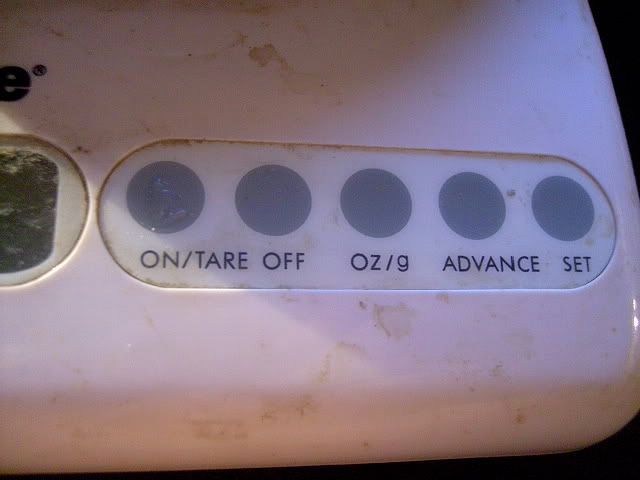 e®
ON/TARE OFF Oz/g ADVANCE SET